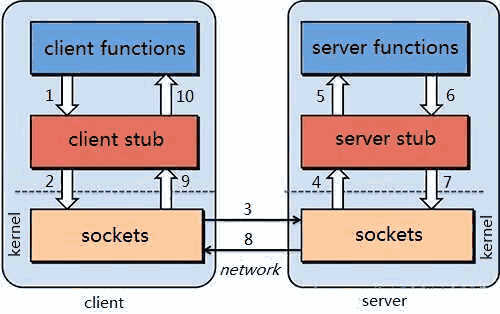 client functions
server functions
1
10
5
6
client stub
server stub
2
9
4
7
kernel
sockets
3
8
sockets
kernel
network
client
server